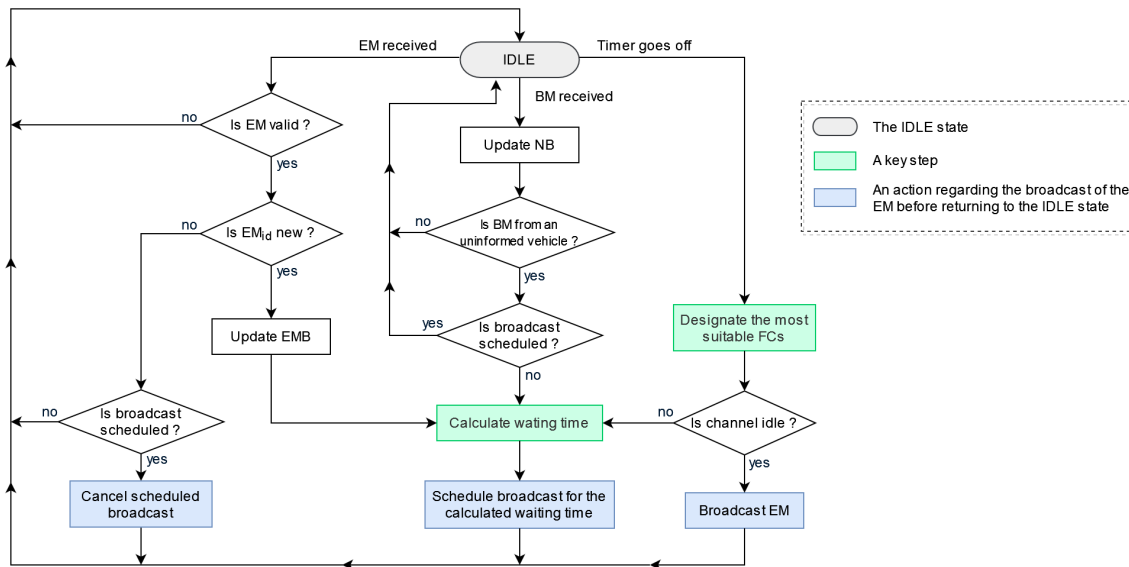 EM received
IDLE
Timer goes off
BM received
Is EM valid ?
no
yes
Update NB
The IDLE state
A key step
An action regarding the broadcast of the
EM before returning to the IDLE state
no
Is EMid new ?
yes
no
Is BM from an
uninformed vehicle ?
yes
Update EMB
yes
Is broadcast
scheduled ?
no
Designate the most
suitable FCs
no
Is broadcast
scheduled ?
yes
Calculate wating time
no
Is channel idle ?
yes
Cancel scheduled
broadcast
Schedule broadcast for the
calculated waiting time
Broadcast EM